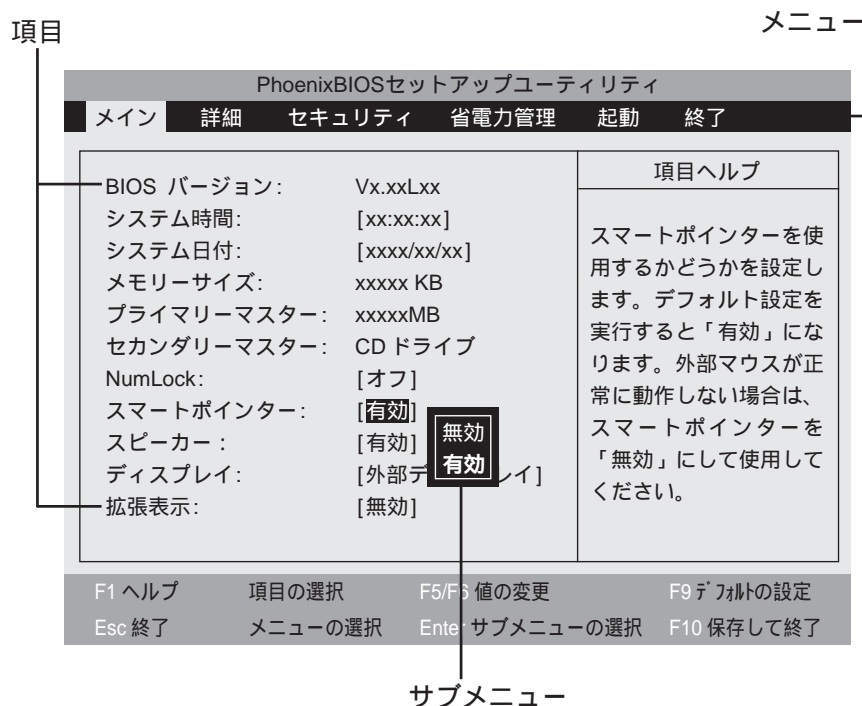 項目
メニュー
PhoenixBIOSセットアップユーティリティ
メイン 詳細 セキュリティ 省電力管理 起動 終了
BIOS バージョン: Vx.xxLxx
システム時間: [xx:xx:xx]
システム日付: [xxxx/xx/xx]
メモリーサイズ: xxxxx KB
プライマリーマスター: xxxxxMB
セカンダリーマスター: CD ドライブ
NumLock: [オフ]
スマートポインター: [有効]
スピーカー: [有効]
ディスプレイ: [外部デ レイ]
拡張表示: [無効]
無効
有効
項目ヘルプ
スマートポインターを使
用するかどうかを設定し
ます。デフォルト設定を
実行すると「有効」にな
ります。外部マウスが正
常に動作しない場合は、
スマートポインターを
「無効」にして使用して
ください。
F1 ヘルプ 項目の選択 F5/F6 値の変更 F9 デフォルトの設定
Esc 終了 メニューの選択 Enter サブメニューの選択 F10 保存して終了
サブメニュー